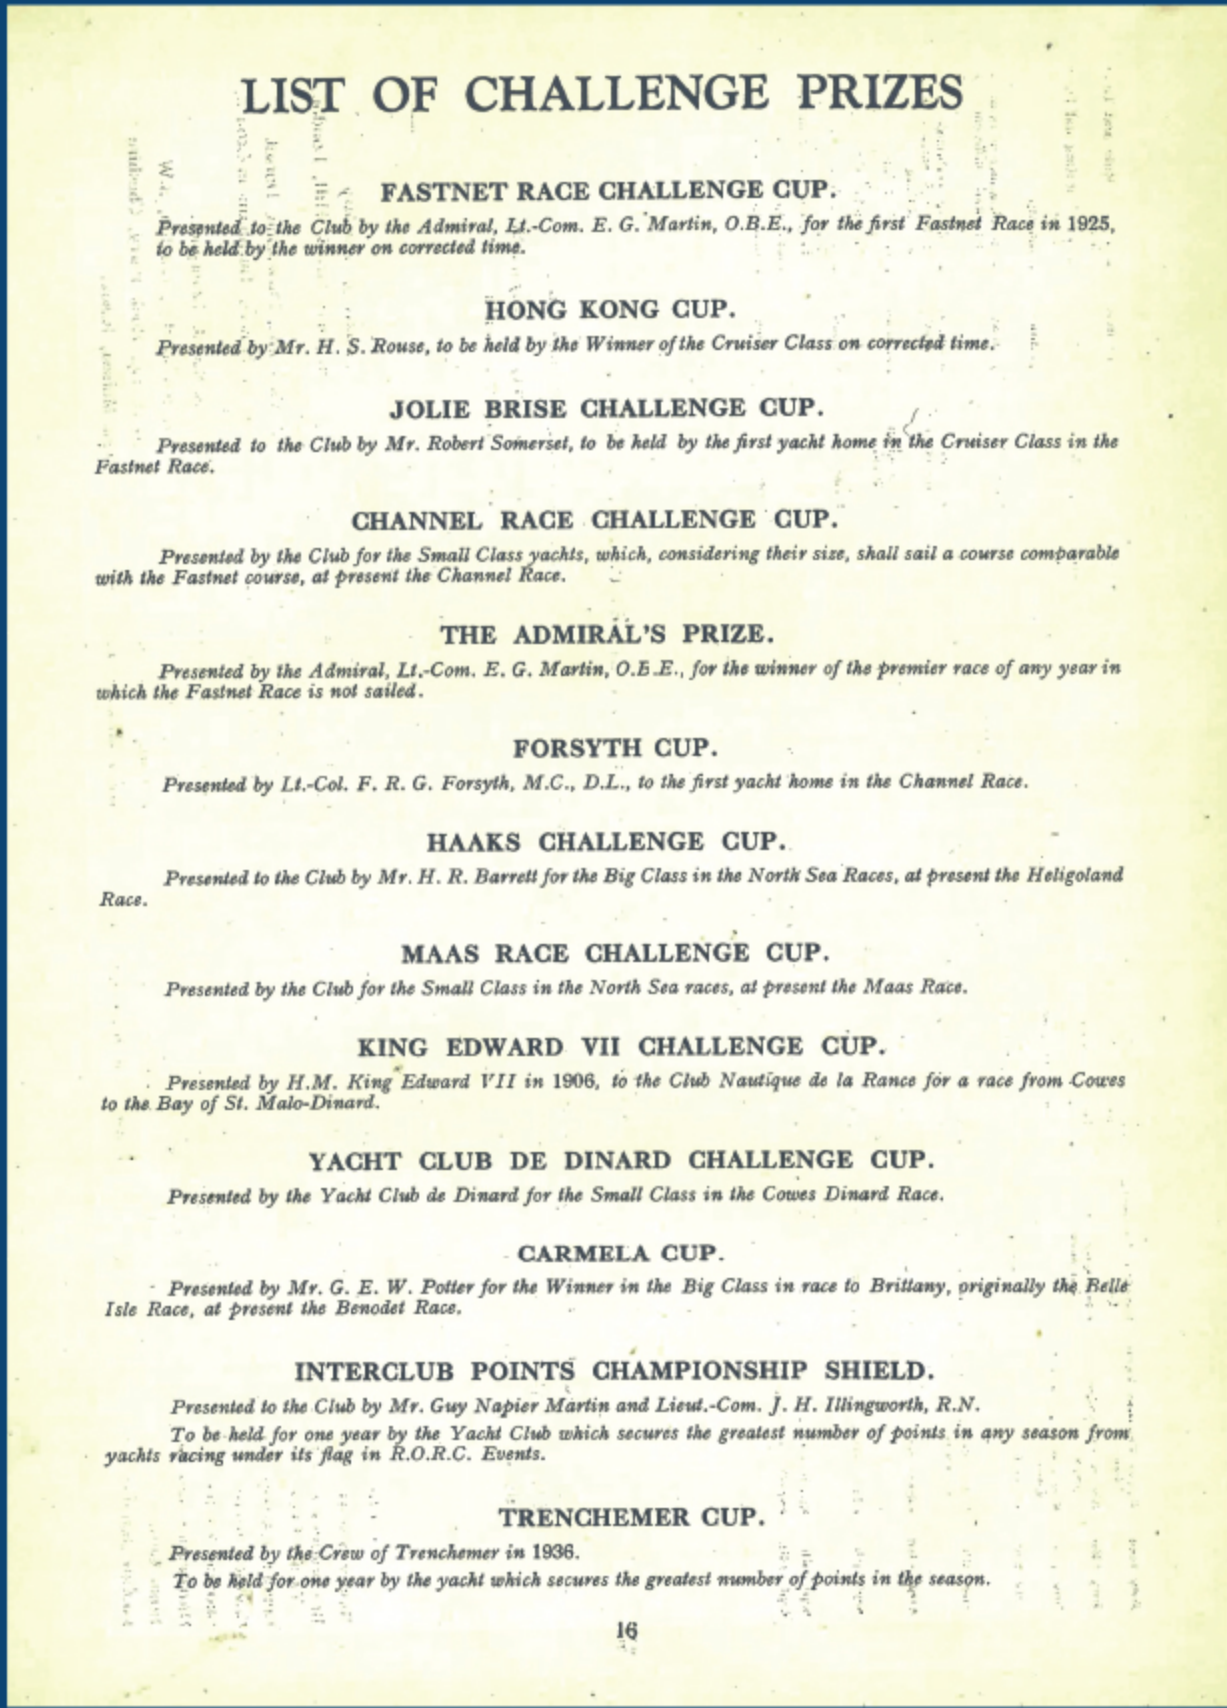 LIST OF CHALLENGE PRIZES
FASTNET RACE CHALLENGE CUP.
Presented to the Club by the Admiral, Lt.-Com. E. G. Martin, O.B.E., for the first Fastnet Race in 1925,
to be held by the winner on corrected time.
HONG KONG CUP.
Presented by Mr. H. S. Rouse, to be held by the Winner of the Cruiser Class on corrected time.
JOLIE BRISE CHALLENGE CUP.
Presented to the Club by Mr. Robert Somerset, to be held by the first yacht home in the Cruiser Class in the
Fastnet Race.
CHANNEL RACE CHALLENGE CUP.
Presented by the Club for the Small Class yachts, which, considering their size, shall sail a course comparable
with the Fastnet course, at present the Channel Race.
THE ADMIRAL'S PRIZE.
Presented by the Admiral, Lt.-Com. E. G. Martin, O.B.E., for the winner of the premier race of any year in
which the Fastnet Race is not sailed.
FORSYTH CUP.
Presented by Lt.-Col. F. R. G. Forsyth, M.C., D.L., to the first yacht home in the Channel Race.
HAAKS CHALLENGE CUP.
Presented to the Club by Mr. H. R. Barrett for the Big Class in the North Sea Races, at present the Heligoland
Race.
MAAS RACE CHALLENGE CUP.
Presented by the Club for the Small Class in the North Sea races, at present the Maas Race.
KING EDWARD VII CHALLENGE CUP.
Presented by H.M. King Edward VII in 1906, to the Club Nautique de la Rance for a race from Cowes
to the Bay of St. Malo-Dinard.
YACHT CLUB DE DINARD CHALLENGE CUP.
Presented by the Yacht Club de Dinard for the Small Class in the Cowes Dinard Race.
CARMELA CUP.
Presented by Mr. G. E. W. Potter for the Winner in the Big Class in race to Brittany, originally the Belle
Isle Race, at present the Benodet Race.
INTERCLUB POINTS CHAMPIONSHIP SHIELD.
Presented to the Club by Mr. Guy Napier Martin and Lieut.-Com. J. H. Illingworth, R.N.
To be held for one year by the Yacht Club which secures the greatest number of points in any season from
yachts racing under its flag in R.O.R.C. Events.
TRENCHEMER CUP.
Presented by the Crew of Trenchemer in 1936.
To be held for one year by the yacht which secures the greatest number of points in the season.
16